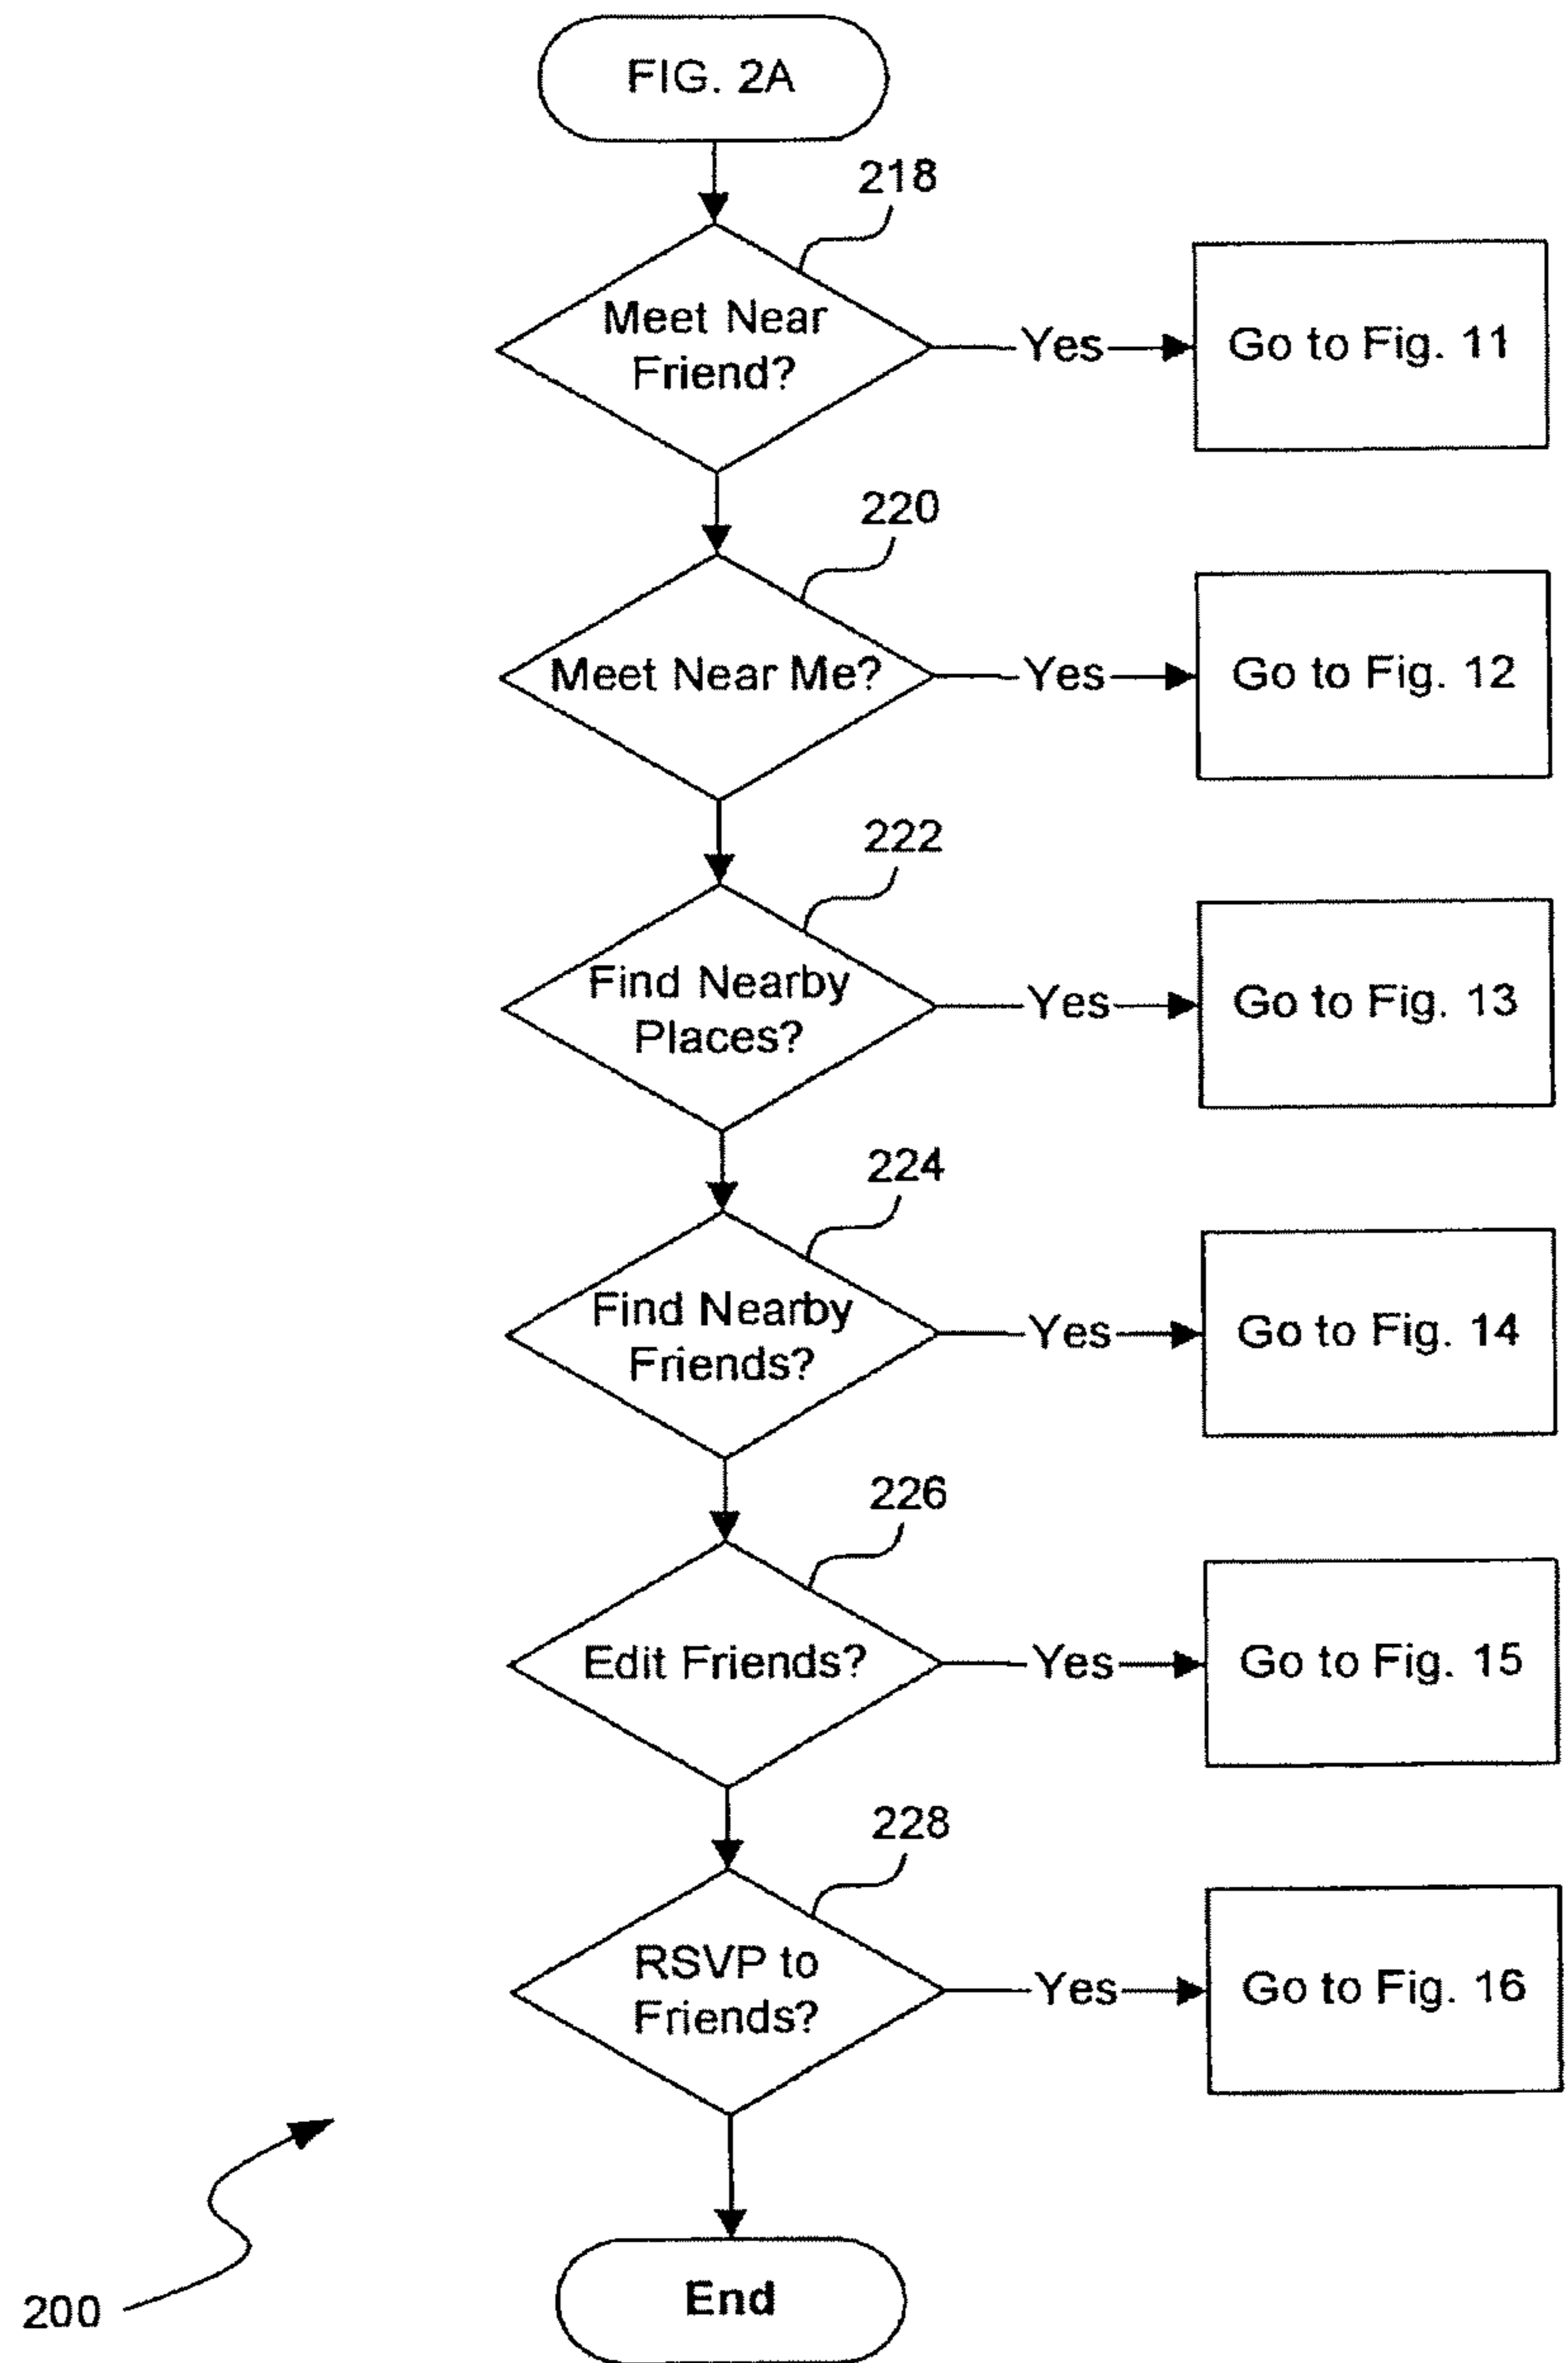 FIG. 2A
218
Meet Near
Friend?
Yes
Go to Fig. 11
220
Meet Near Me?
Yes
Go to Fig. 12
222
Find Nearby
Places?
Yes
Go to Fig. 13
224
Find Nearby
Friends?
Yes
Go to Fig. 14
226
Edit Friends?
Yes
Go to Fig. 15
228
RSVP to
Friends?
Yes
Go to Fig. 16
End
200